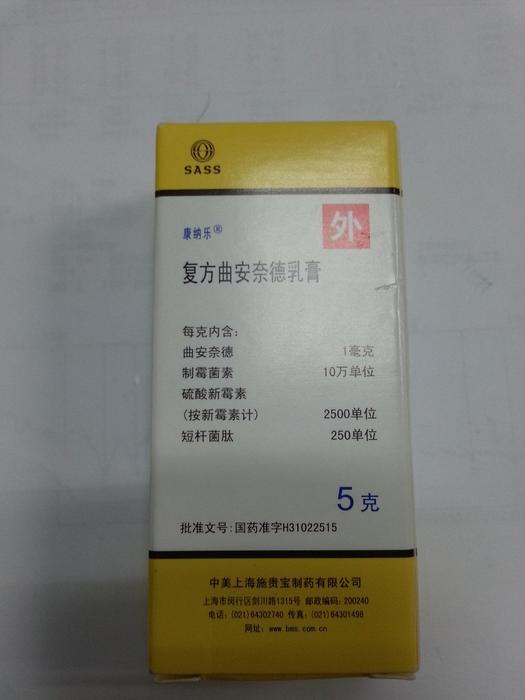 SASS
康纳乐®
外
复方曲安奈德乳膏
每克内含:
曲安奈德 1毫克
制霉菌素 10万单位
硫酸新霉素
(按新霉素计) 2500单位
短杆菌肽 250单位
5克
批准文号:国药准字H31022515
中美上海施贵宝制药有限公司
上海市闵行区剑川路1315号 邮政编码: 200240
电话: (021)64302740 传真: (021)64301498
网址: www.bms.com.cn